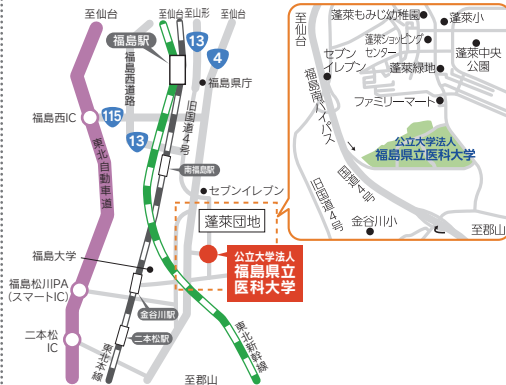 至仙台
至仙台
至山形
至仙台
福島駅
13
4
福島西道路
福島県庁
旧国道4号
福島西IC
115
13
東北自動車道
南福島駅
セブンイレブン
蓬萊団地
公立大学法人
福島県立
医科大学
福島大学
福島松川PA
(スマートIC)
金谷川駅
二本松駅
二本松
IC
東北本線
東北新幹線
至郡山
至仙台
蓬萊もみじ幼稚園
蓬萊小
蓬萊ショッピング
センター
蓬萊中央
公園
セブン
イレブン
蓬萊緑地
福島南バイパス
ファミリーマート
公立大学法人
福島県立医科大学
国道4号
旧国道4号
金谷川小
至郡山